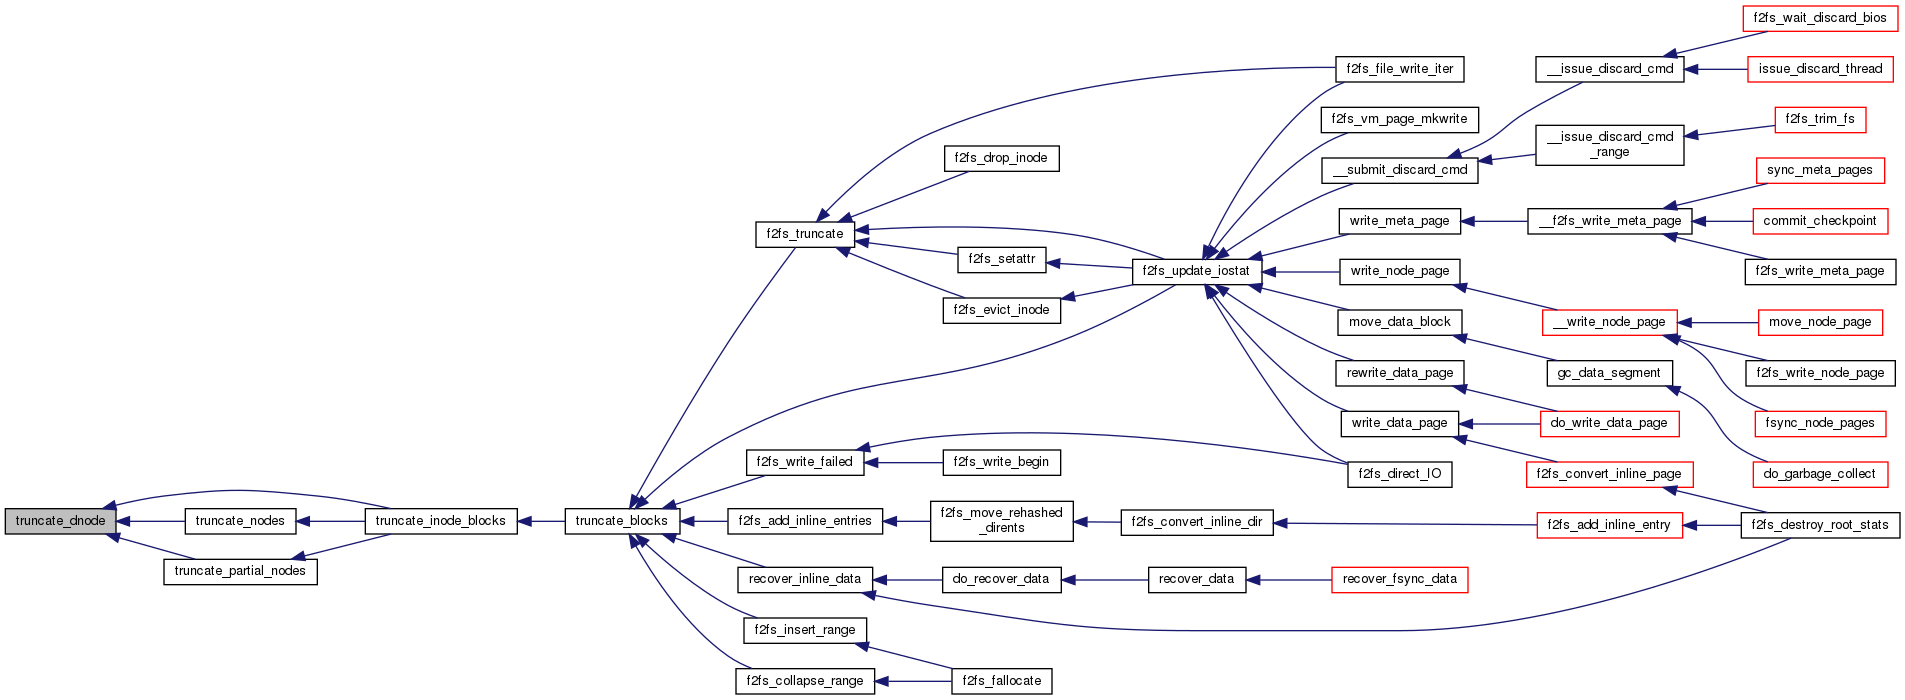 f2fs_wait_discard_bios
f2fs_file_write_iter
__issue_discard_cmd
issue_discard_thread
f2fs_vm_page_mkwrite
f2fs_trim_fs
__issue_discard_cmd
_range
f2fs_drop_inode
__submit_discard_cmd
sync_meta_pages
f2fs_truncate
write_meta_page
__f2fs_write_meta_page
commit_checkpoint
f2fs_setattr
f2fs_update_iostat
write_node_page
f2fs_write_meta_page
f2fs_evict_inode
move_data_block
__write_node_page
move_node_page
rewrite_data_page
gc_data_segment
f2fs_write_node_page
write_data_page
do_write_data_page
fsync_node_pages
f2fs_write_failed
f2fs_write_begin
f2fs_direct_IO
f2fs_convert_inline_page
do_garbage_collect
truncate_dnode
truncate_nodes
truncate_inode_blocks
truncate_blocks
f2fs_add_inline_entries
f2fs_move_rehashed
_dirents
f2fs_convert_inline_dir
f2fs_add_inline_entry
f2fs_destroy_root_stats
truncate_partial_nodes
recover_inline_data
do_recover_data
recover_data
recover_fsync_data
f2fs_insert_range
f2fs_collapse_range
f2fs_fallocate